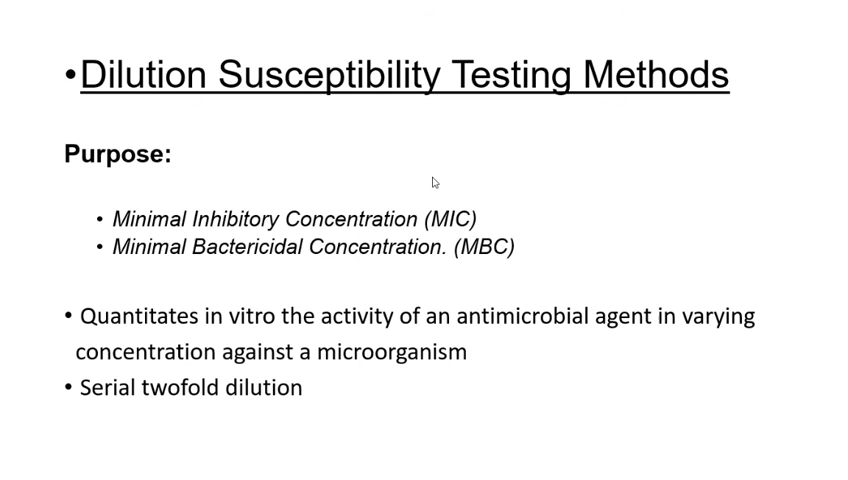 •Dilution Susceptibility Testing Methods
Purpose:
• Minimal Inhibitory Concentration (MIC)
• Minimal Bactericidal Concentration. (MBC)
• Quantitates in vitro the activity of an antimicrobial agent in varying
concentration against a microorganism
• Serial twofold dilution